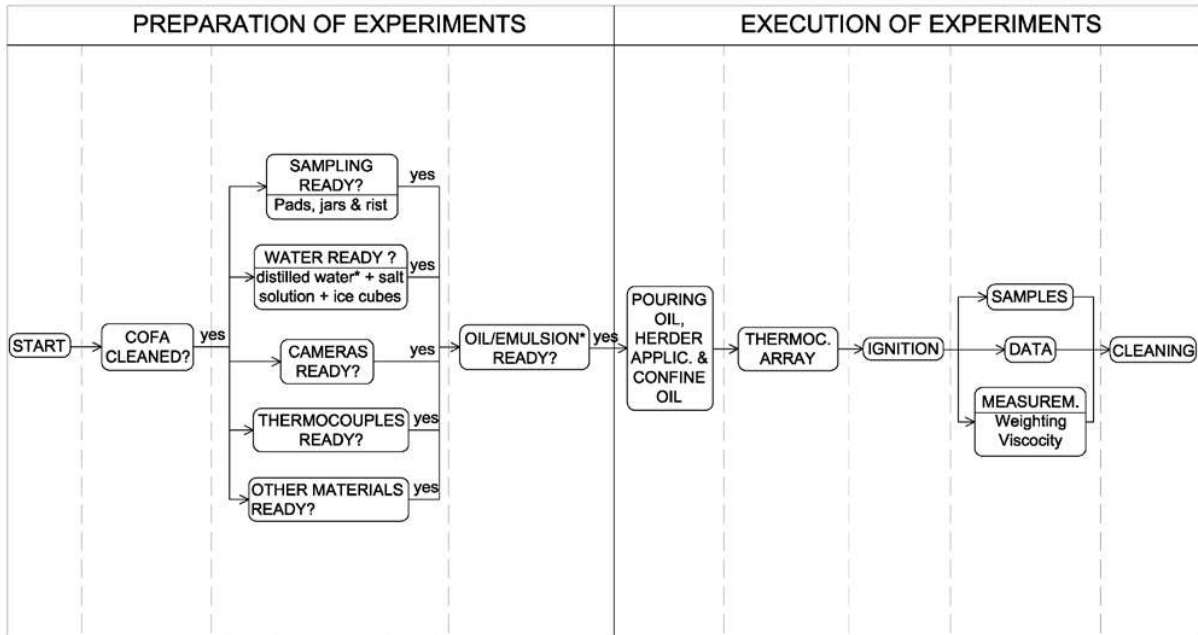 PREPARATION OF EXPERIMENTS
EXECUTION OF EXPERIMENTS
START
COFA
CLEANED?
yes
SAMPLING
READY?
Pads, jars & rist
yes
WATER READY ?
distilled water* + salt
solution + ice cubes
yes
CAMERAS
READY?
yes
THERMOCOUPLES
READY?
yes
OTHER MATERIALS
READY?
yes
OIL/EMULSION*
READY?
yes
POURING
OIL,
HERDER
APPLIC. &
CONFINE
OIL
THERMOC.
ARRAY
IGNITION
SAMPLES
DATA
MEASUREM.
Weighting
Viscocity
CLEANING